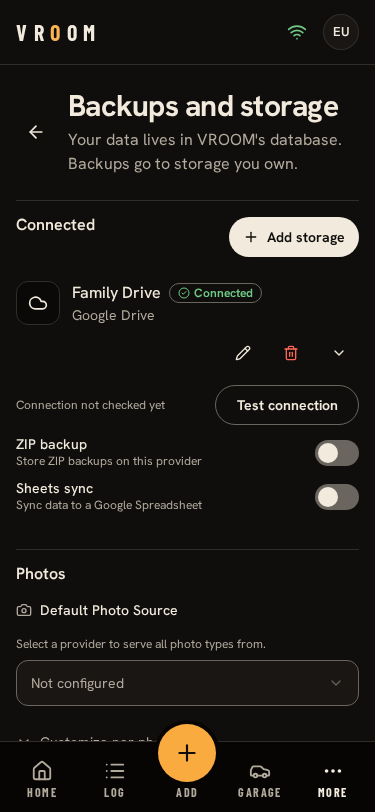 VROOM
EU
Backups and storage
Your data lives in VROOM's database.
Backups go to storage you own.
Connected
Add storage
Family Drive
Connected
Google Drive
Connection not checked yet
Test connection
ZIP backup
Store ZIP backups on this provider
Sheets sync
Sync data to a Google Spreadsheet
Photos
Default Photo Source
Select a provider to serve all photo types from.
Not configured
Customize per
HOME
LOG
ADD
GARAGE
MORE